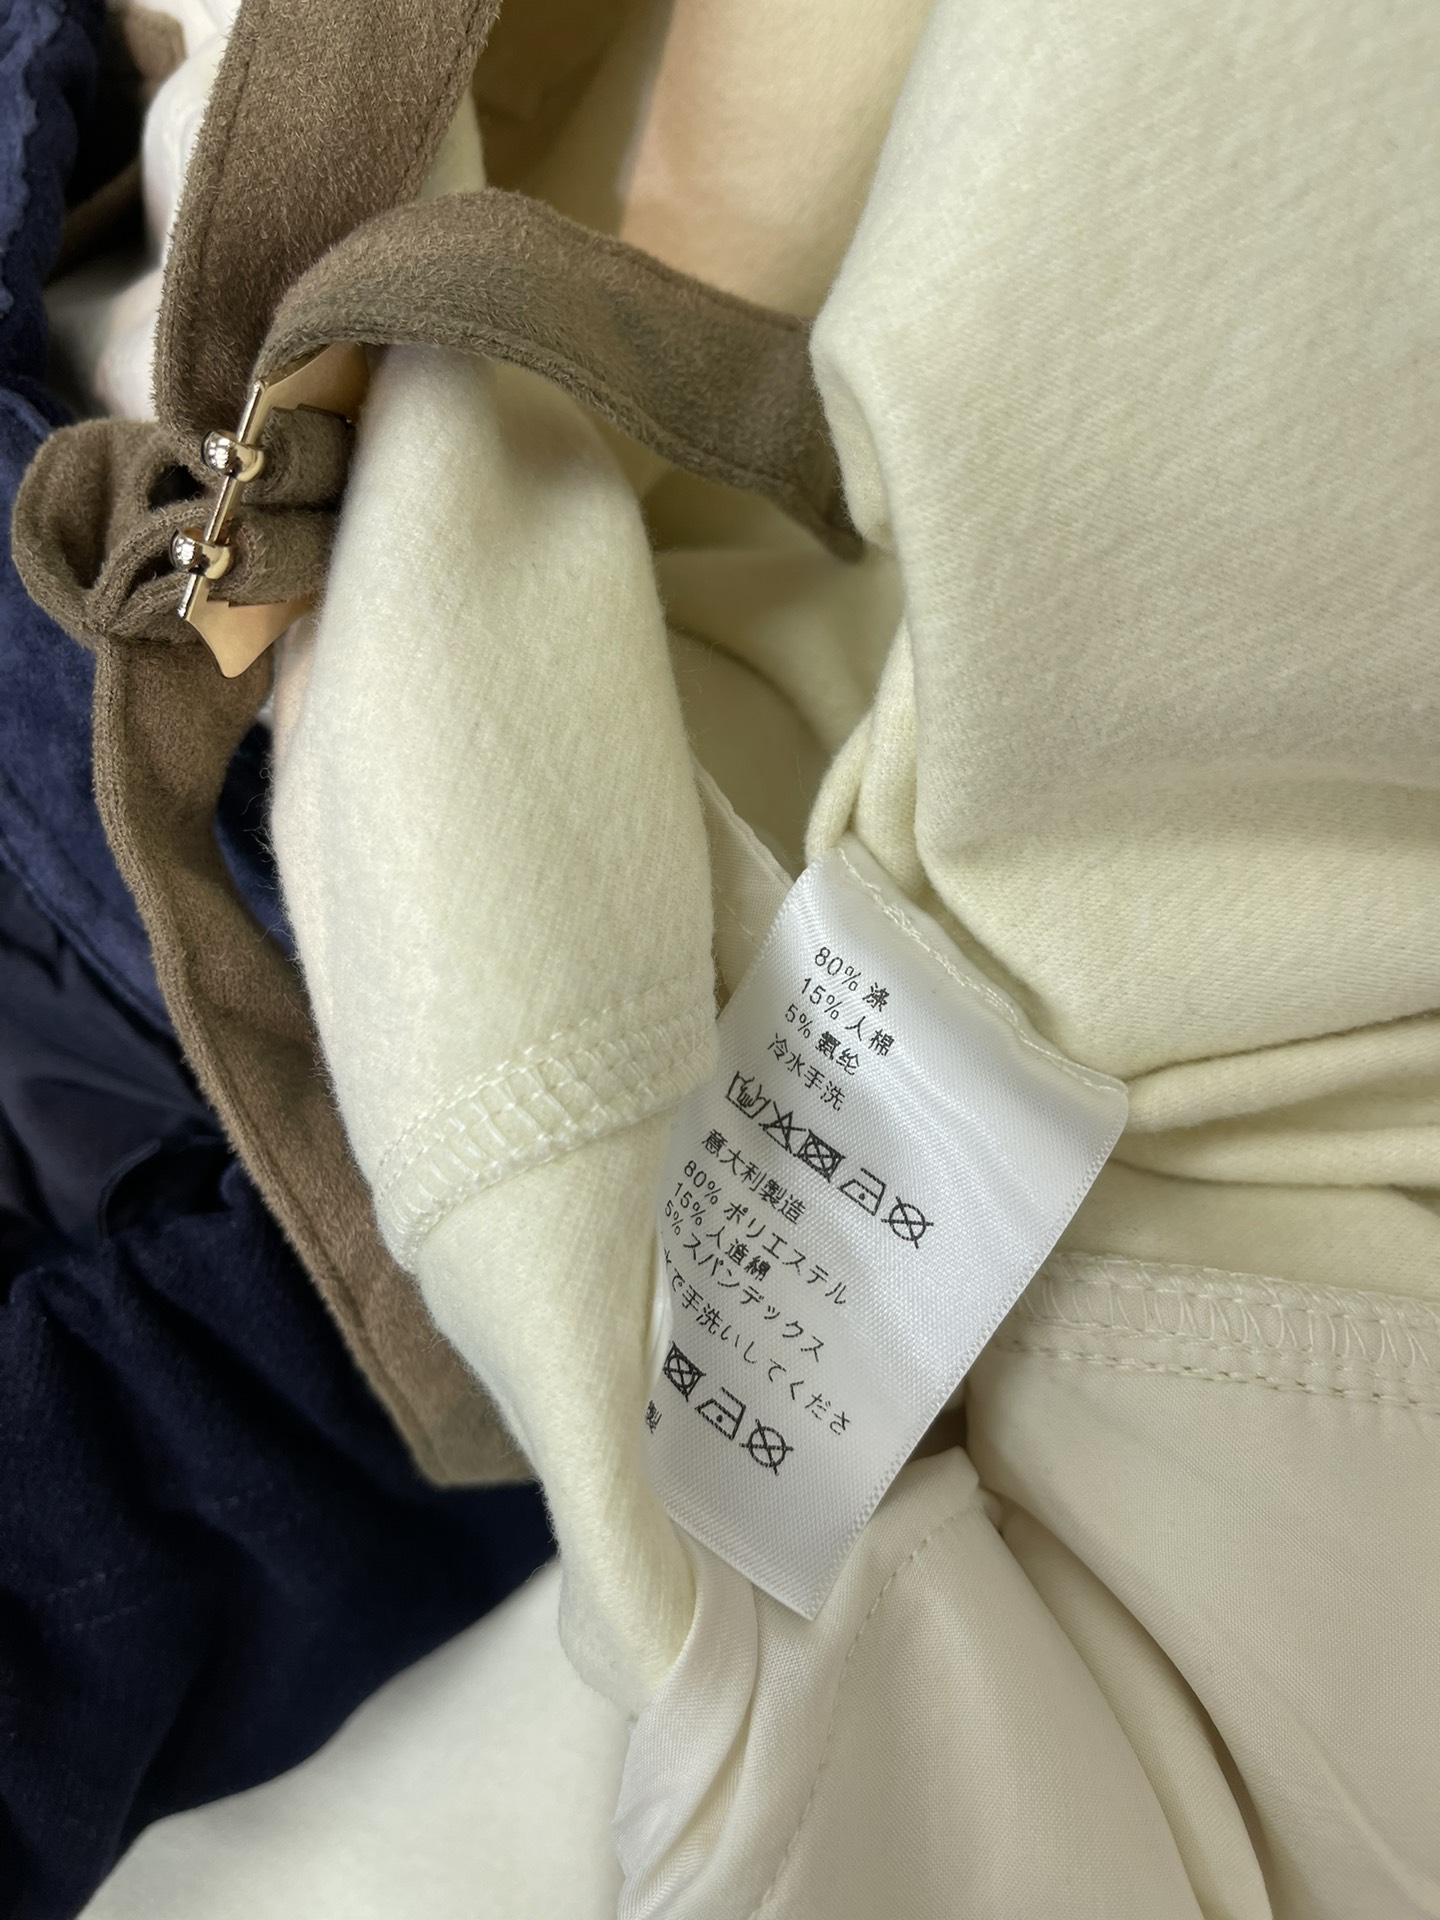 80% 涤
15% 人棉
5% 氨纶
冷水手洗
意大利製造
80% ポリエステル
15% 人造綿
5% スパンデックス
水で手洗いしてくださ